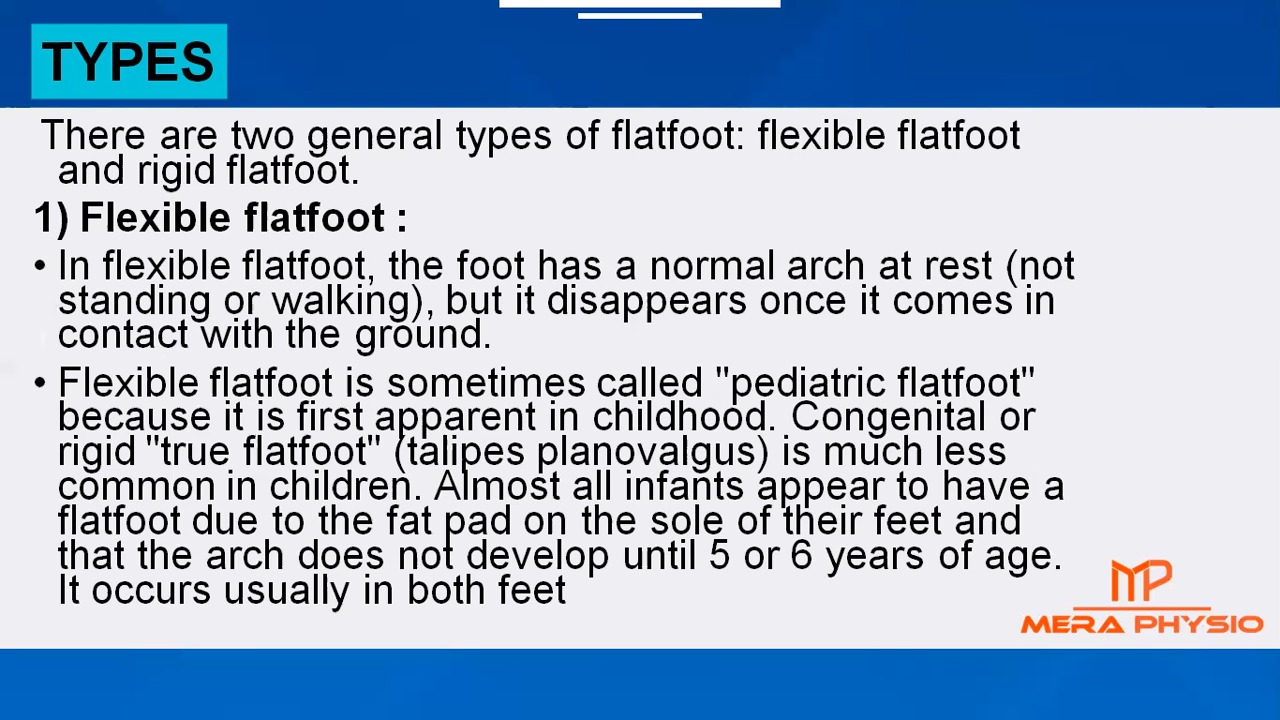 TYPES
There are two general types of flatfoot: flexible flatfoot
and rigid flatfoot.
1) Flexible flatfoot :
• In flexible flatfoot, the foot has a normal arch at rest (not
standing or walking), but it disappears once it comes in
contact with the ground.
• Flexible flatfoot is sometimes called "pediatric flatfoot"
because it is first apparent in childhood. Congenital or
rigid "true flatfoot" (talipes planovalgus) is much less
common in children. Almost all infants appear to have a
flatfoot due to the fat pad on the sole of their feet and
that the arch does not develop until 5 or 6 years of age.
It occurs usually in both feet
MP
MERA PHYSIO